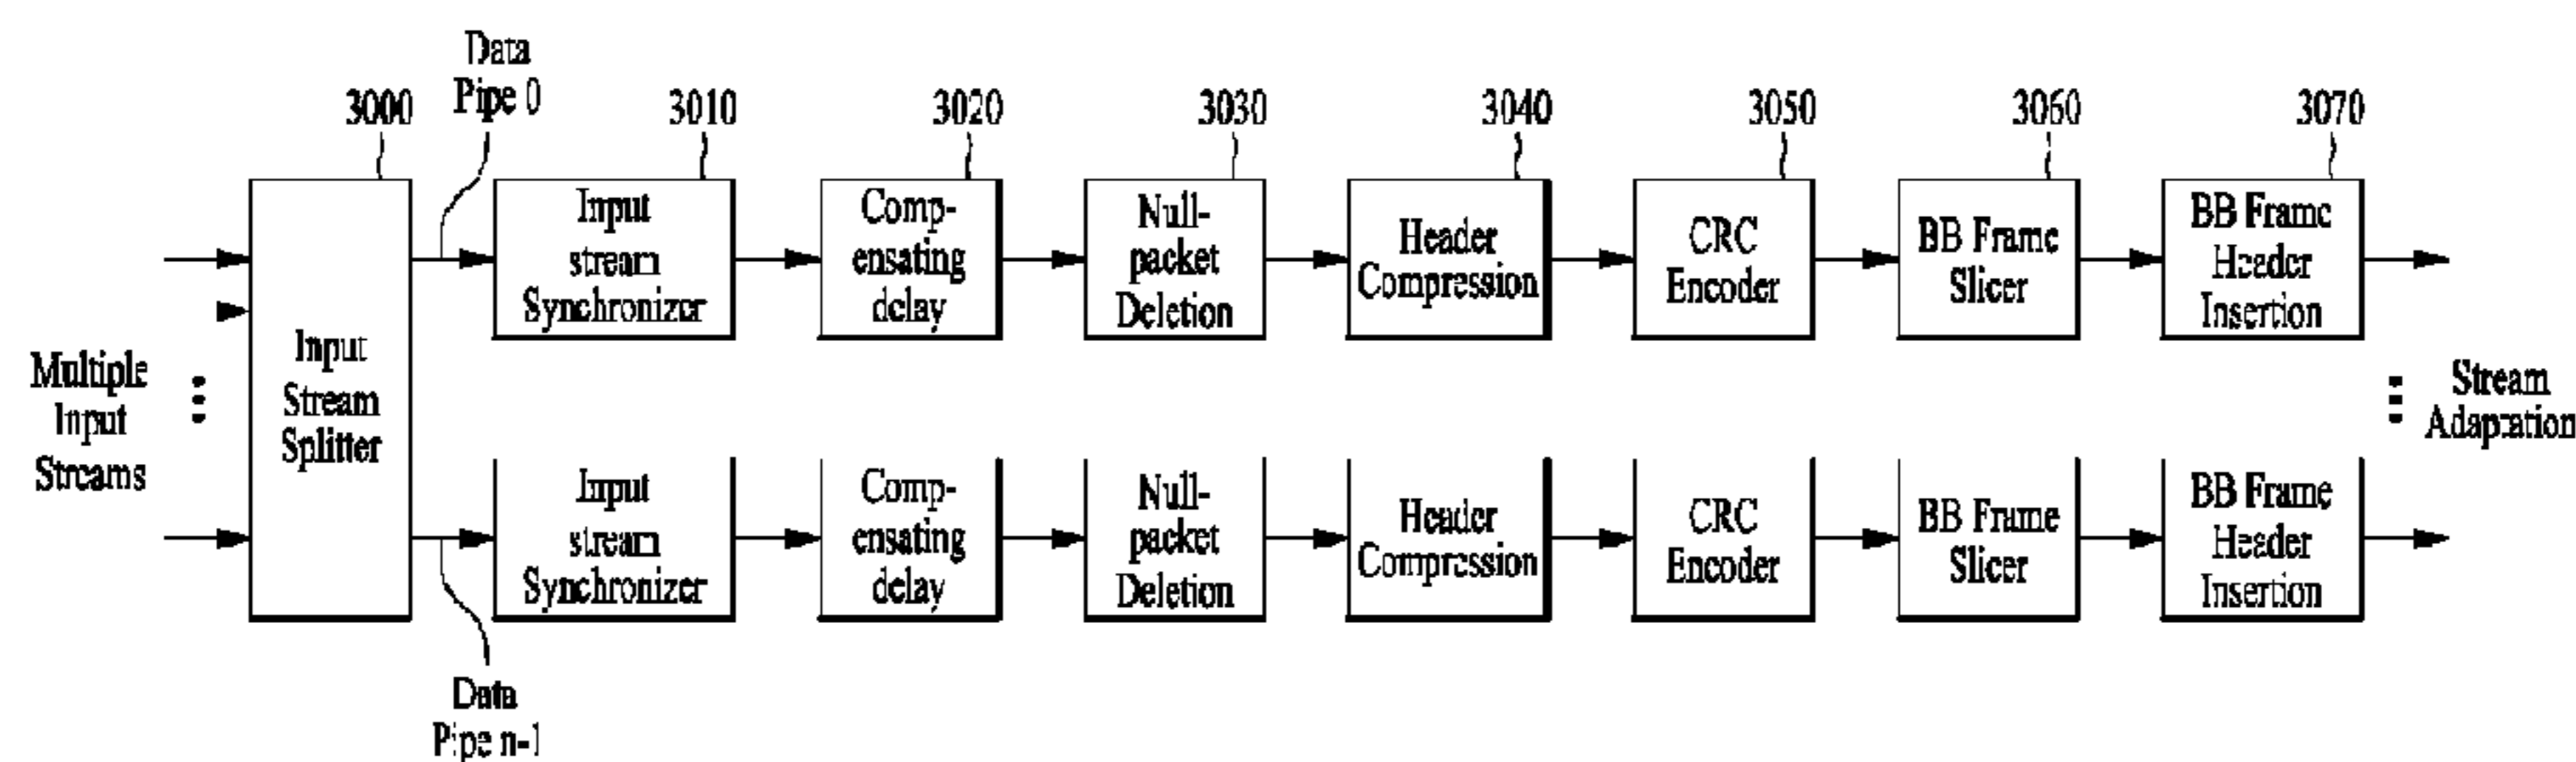 Data
Pipe 0
3000
3010
3020
3030
3040
3050
3060
3070
Multiple
Input
Streams
Input
Stream
Splitter
Input
stream
Synchronizer
Comp-
ensating
delay
Null-
packet
Deletion
Header
Compression
CRC
Encoder
BB Frame
Slicer
BB Frame
Header
Insertion
Stream
Adaptation
Input
stream
Synchronizer
Comp-
ensating
delay
Null-
packet
Deletion
Header
Compression
CRC
Encoder
BB Frame
Slicer
BB Frame
Header
Insertion
Data
Pipe n-1